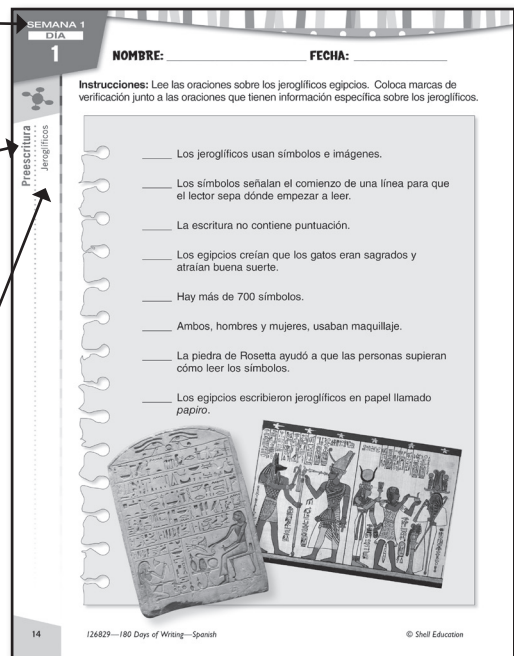 SEMANA 1
DÍA
1
NOMBRE: FECHA:
Instrucciones: Lee las oraciones sobre los jeroglíficos egipcios. Coloca marcas de
verificación junto a las oraciones que tienen información específica sobre los jeroglíficos.
Preescritura
Jeroglíficos
Los jeroglíficos usan símbolos e imágenes.
Los símbolos señalan el comienzo de una línea para que
el lector sepa dónde empezar a leer.
La escritura no contiene puntuación.
Los egipcios creían que los gatos eran sagrados y
atraían buena suerte.
Hay más de 700 símbolos.
Ambos, hombres y mujeres, usaban maquillaje.
La piedra de Rosetta ayudó a que las personas supieran
cómo leer los símbolos.
Los egipcios escribieron jeroglíficos en papel llamado
papiro.
14 126829—180 Days of Writing—Spanish © Shell Education